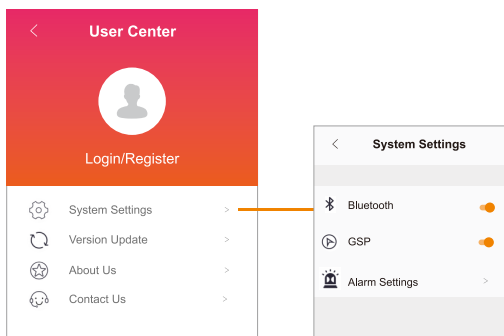 User Center
Login/Register
System Settings
Version Update
About Us
Contact Us
System Settings
Bluetooth
GSP
Alarm Settings